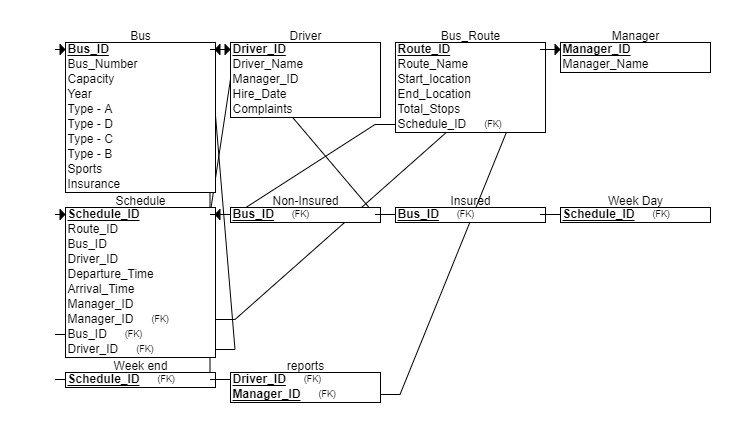 Bus
Bus_ID
Bus_Number
Capacity
Year
Type - A
Type - D
Type - C
Type - B
Sports
Insurance
Driver
Driver_ID
Driver_Name
Manager_ID
Hire_Date
Complaints
Bus_Route
Route_ID
Route_Name
Start_location
End_Location
Total_Stops
Schedule_ID (FK)
Manager
Manager_ID
Manager_Name
Schedule
Schedule_ID
Route_ID
Bus_ID
Driver_ID
Departure_Time
Arrival_Time
Manager_ID
Manager_ID (FK)
Bus_ID (FK)
Driver_ID (FK)
Non-Insured
Bus_ID (FK)
Insured
Bus_ID (FK)
Week Day
Schedule_ID (FK)
Week end
Schedule_ID (FK)
reports
Driver_ID (FK)
Manager_ID (FK)